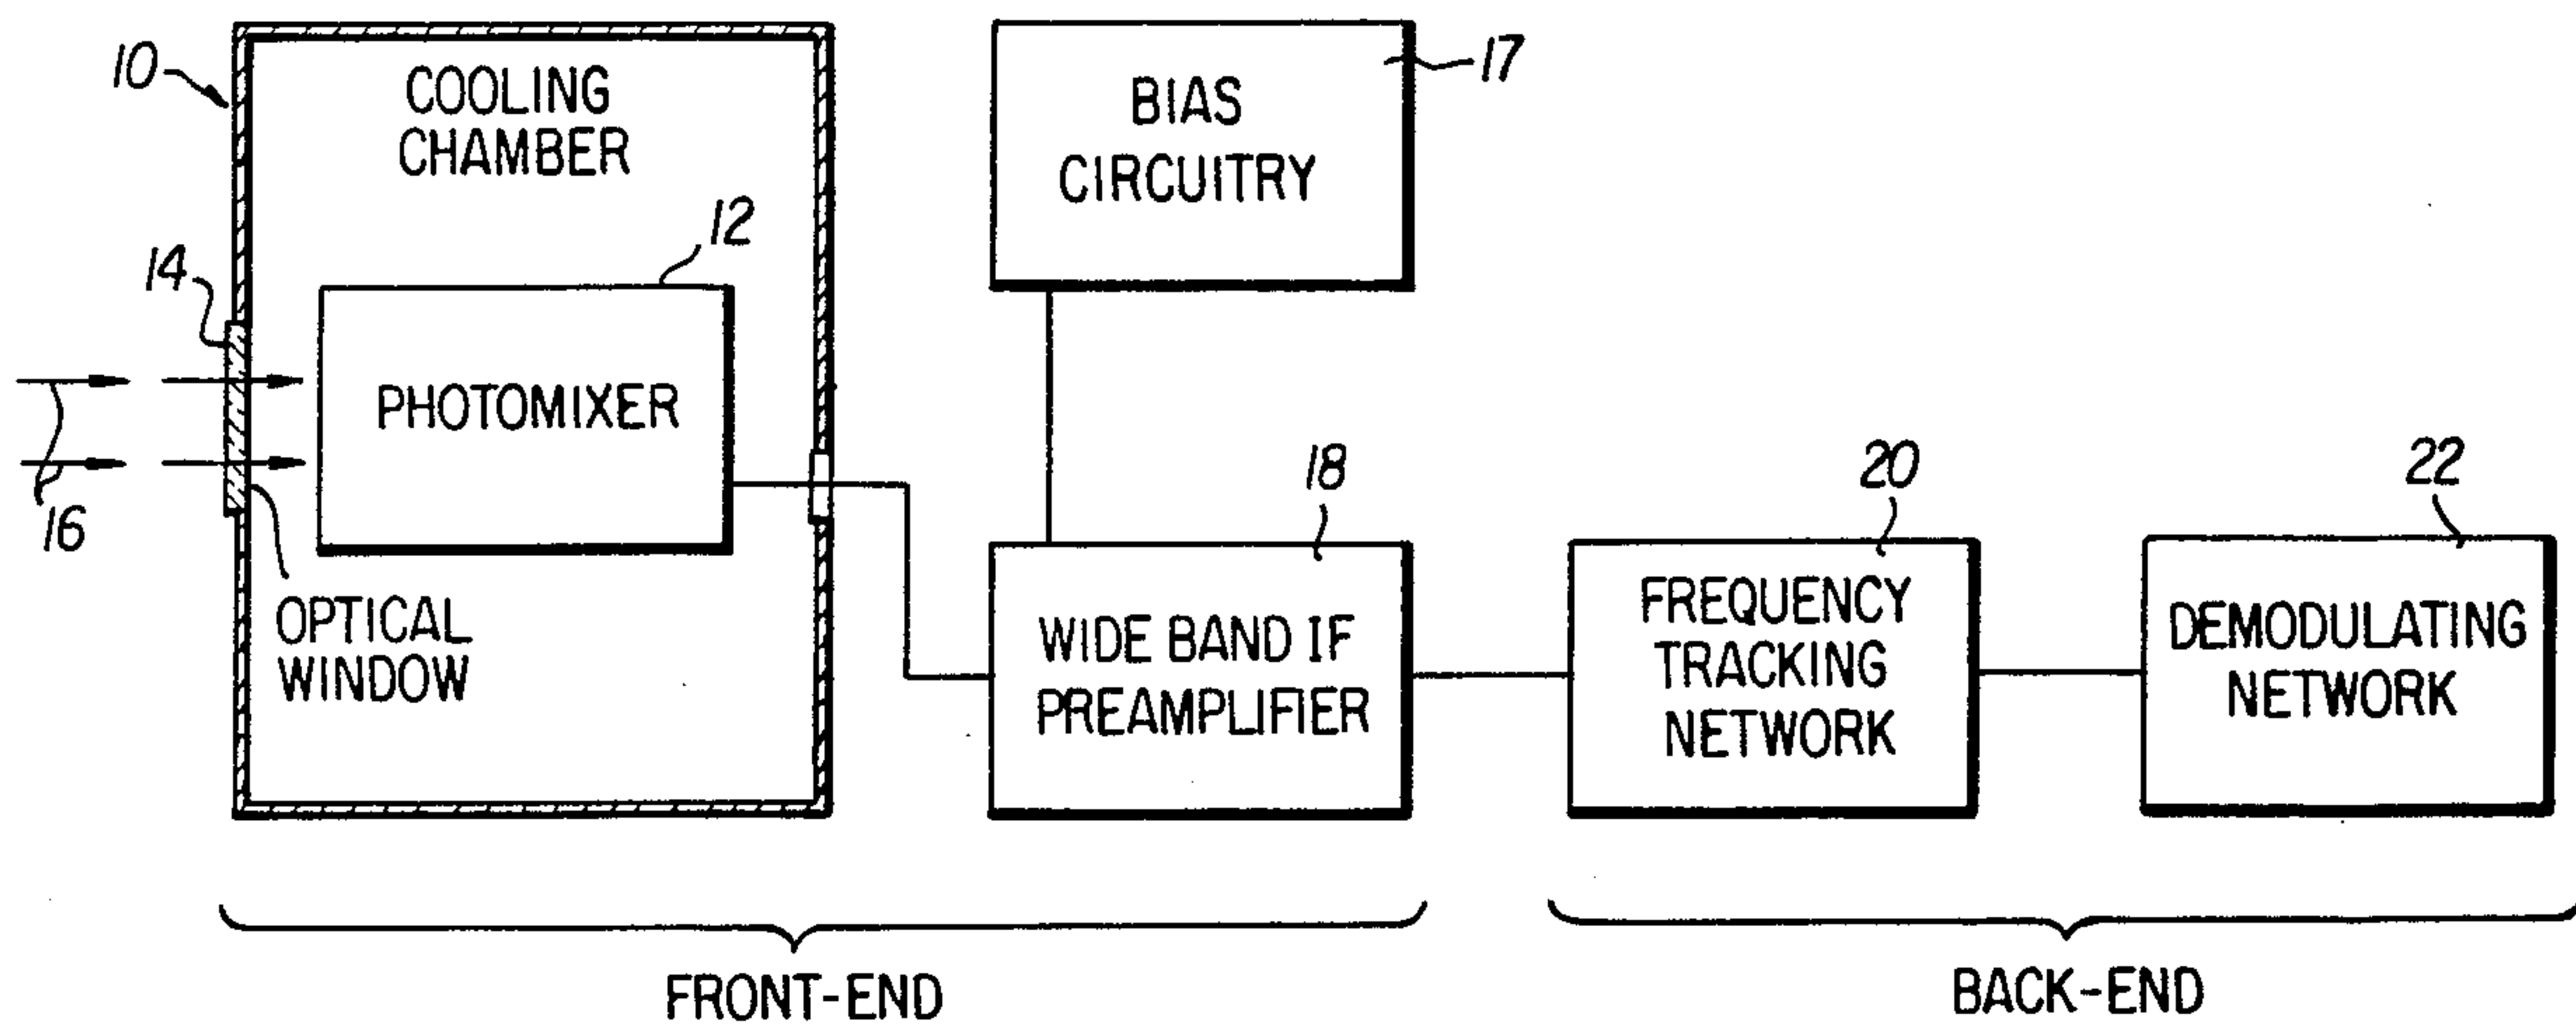 10
COOLING
CHAMBER
BIAS
CIRCUITRY
17
12
14
PHOTOMIXER
16
OPTICAL
WINDOW
18
WIDE BAND IF
PREAMPLIFIER
20
FREQUENCY
TRACKING
NETWORK
22
DEMODULATING
NETWORK
FRONT-END
BACK-END